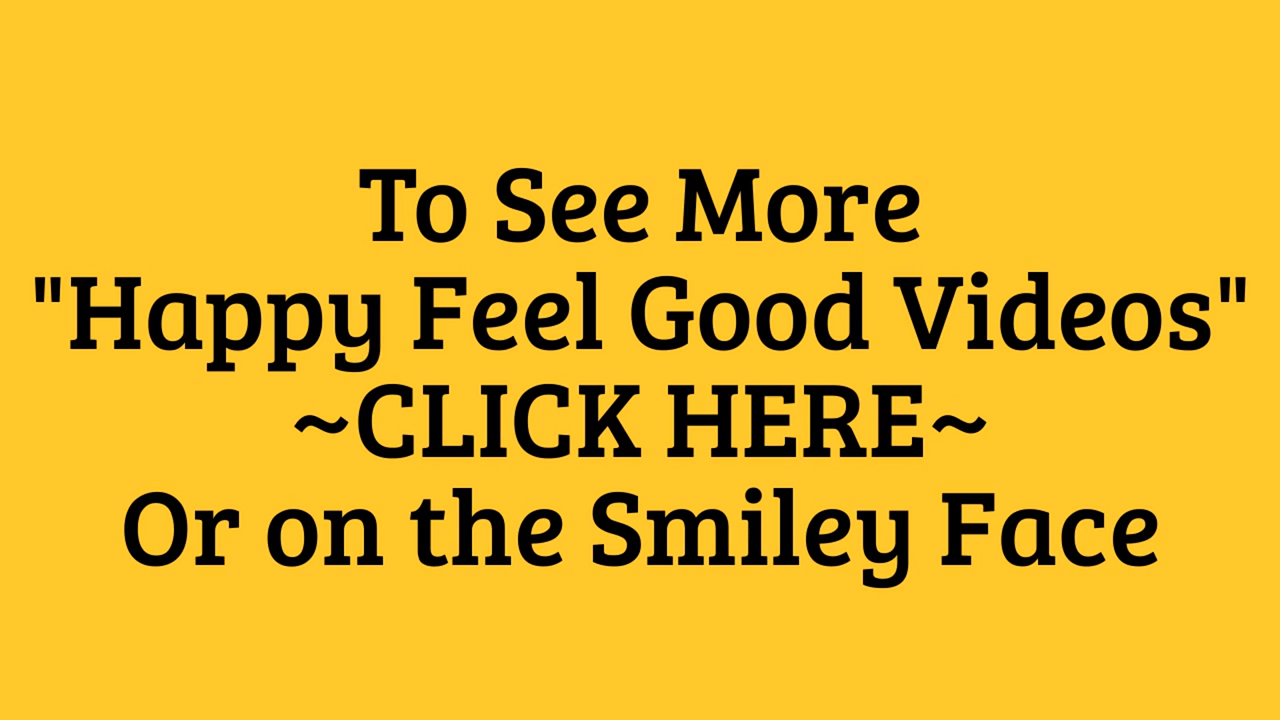 To See More
"Happy Feel Good Videos"
~CLICK HERE~
Or on the Smiley Face